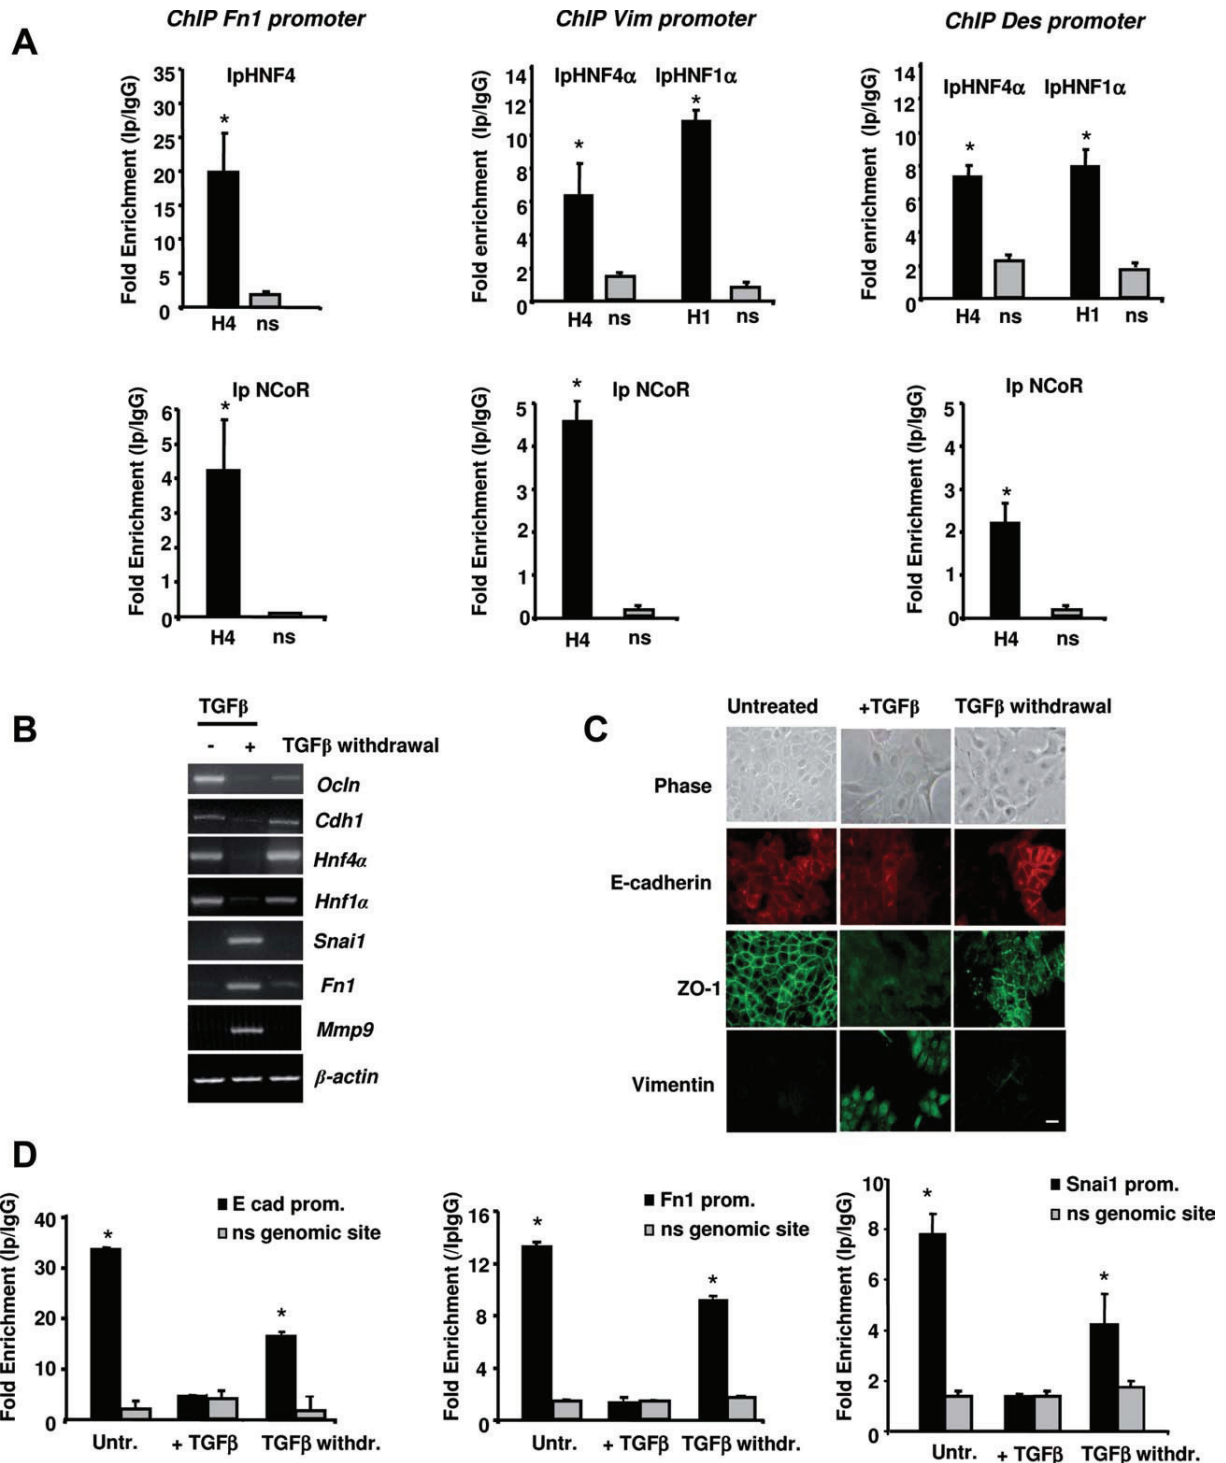 A
ChIP Fn1 promoter
ChIP Vim promoter
ChIP Des promoter
Fold Enrichment (Ip/IgG)
35
30
25
20
15
10
5
0
IpHNF4
*
H4 ns
Fold enrichment (Ip/IgG)
14
12
10
8
6
4
2
0
IpHNF4α IpHNF1α
* *
H4 ns H1 ns
Fold enrichment (Ip/IgG)
14
12
10
8
6
4
2
0
IpHNF4α IpHNF1α
* *
H4 ns H1 ns
Fold Enrichment (Ip/IgG)
6
5
4
3
2
1
0
Ip NCoR
*
H4 ns
Fold Enrichment (Ip/IgG)
5
4
3
2
1
0
Ip NCoR
*
H4 ns
Fold Enrichment (Ip/IgG)
5
4
3
2
1
0
Ip NCoR
*
H4 ns
B
TGFβ
- + TGFβ withdrawal
Ocln
Cdh1
Hnf4α
Hnf1α
Snai1
Fn1
Mmp9
β-actin
C
Untreated +TGFβ TGFβ withdrawal
Phase
E-cadherin
ZO-1
Vimentin
D
Fold Enrichment (Ip/IgG)
40
30
20
10
0
E cad prom.
ns genomic site
* *
Untr. + TGFβ TGFβ withdr.
Fold Enrichment (/IpIgG)
16
12
8
4
0
Fn1 prom.
ns genomic site
* *
Untr. + TGFβ TGFβ withdr.
Fold Enrichment (Ip/IgG)
10
8
6
4
2
0
Snai1 prom.
ns genomic site
* *
Untr. + TGFβ TGFβ withdr.